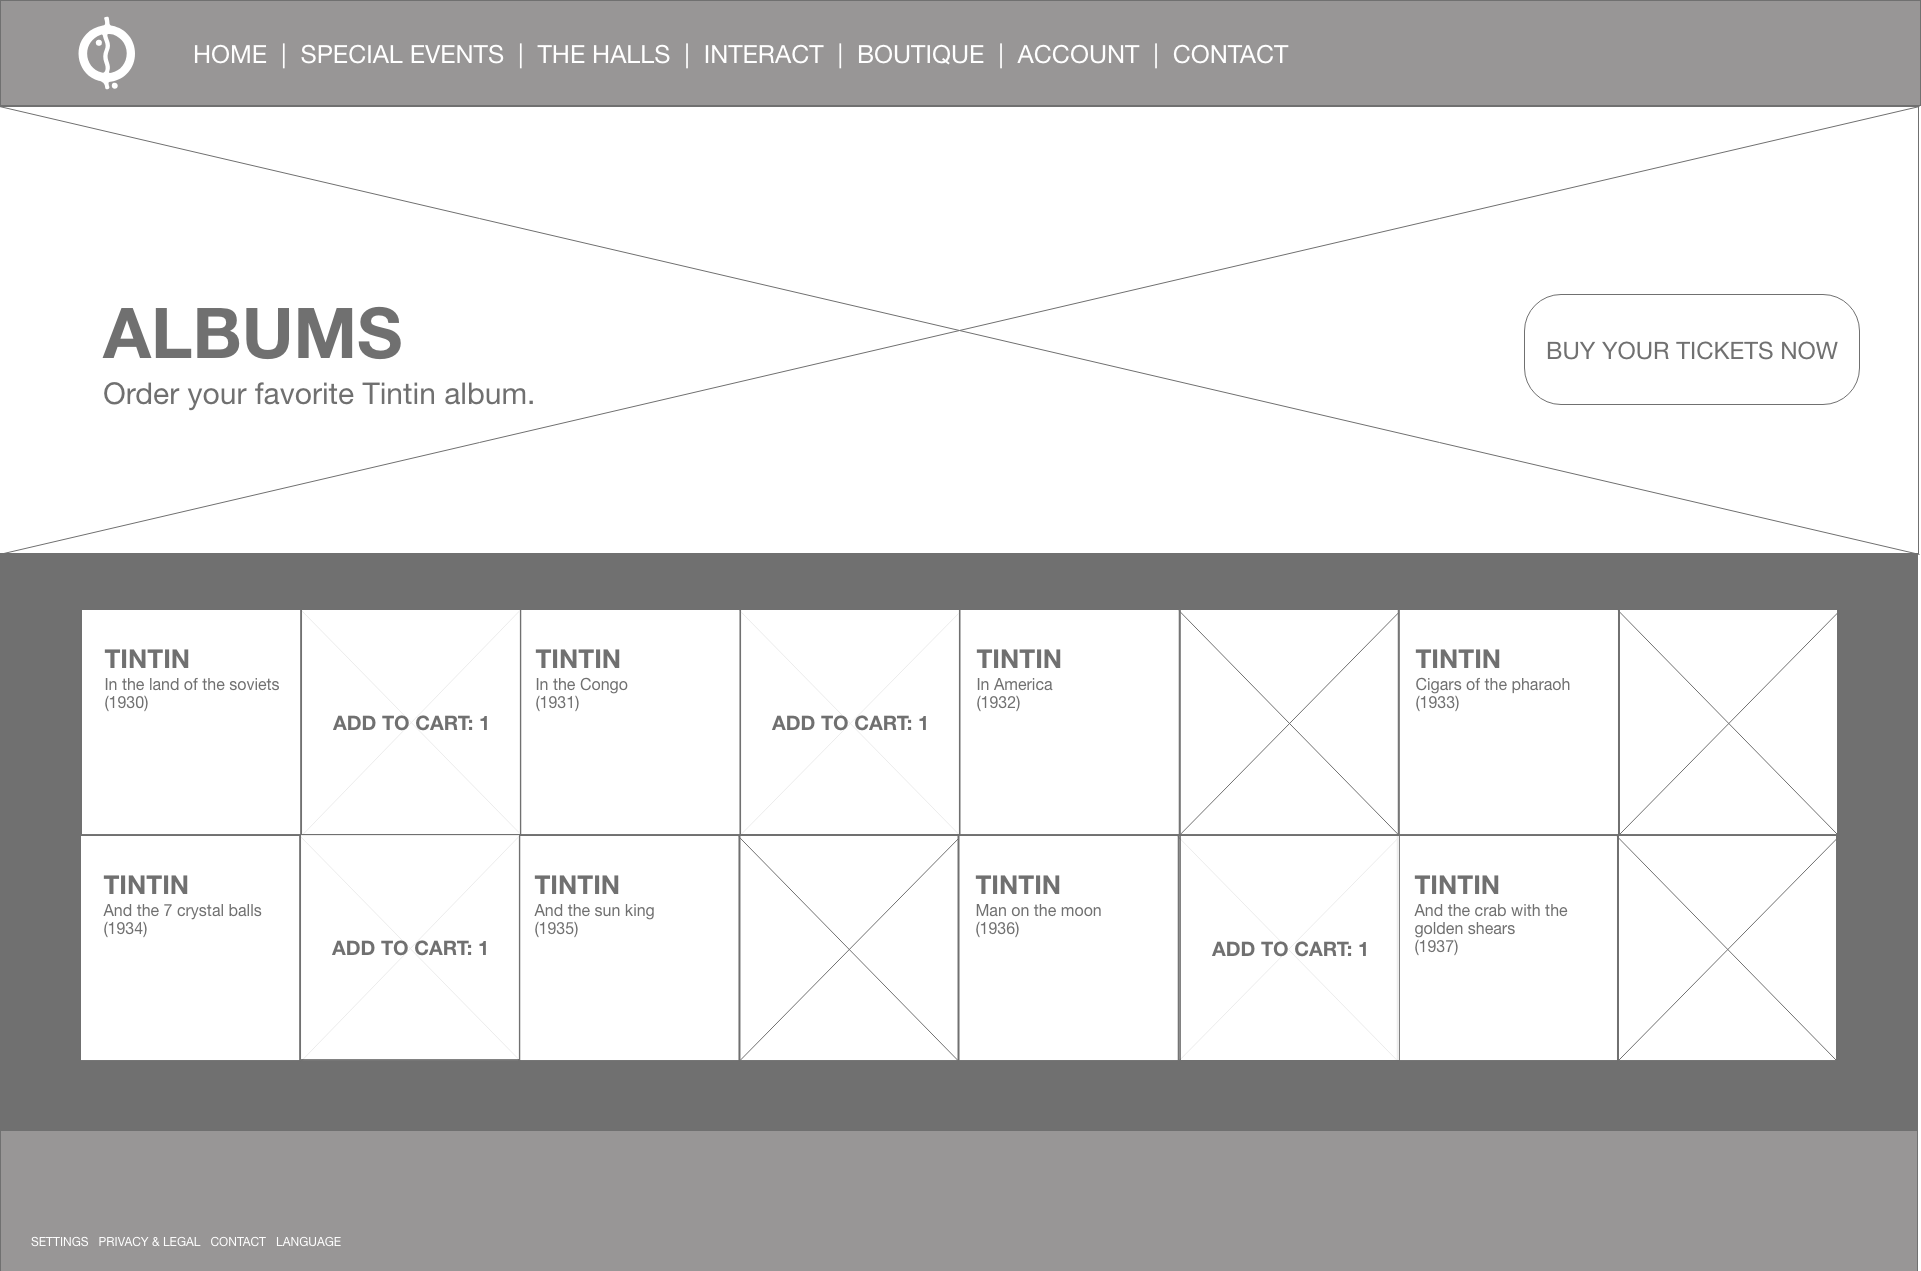 HOME | SPECIAL EVENTS | THE HALLS | INTERACT | BOUTIQUE | ACCOUNT | CONTACT
ALBUMS
Order your favorite Tintin album.
BUY YOUR TICKETS NOW
TINTIN
In the land of the soviets
(1930)
ADD TO CART: 1
TINTIN
In the Congo
(1931)
ADD TO CART: 1
TINTIN
In America
(1932)
TINTIN
Cigars of the pharaoh
(1933)
TINTIN
And the 7 crystal balls
(1934)
ADD TO CART: 1
TINTIN
And the sun king
(1935)
TINTIN
Man on the moon
(1936)
ADD TO CART: 1
TINTIN
And the crab with the
golden shears
(1937)
SETTINGS PRIVACY & LEGAL CONTACT LANGUAGE